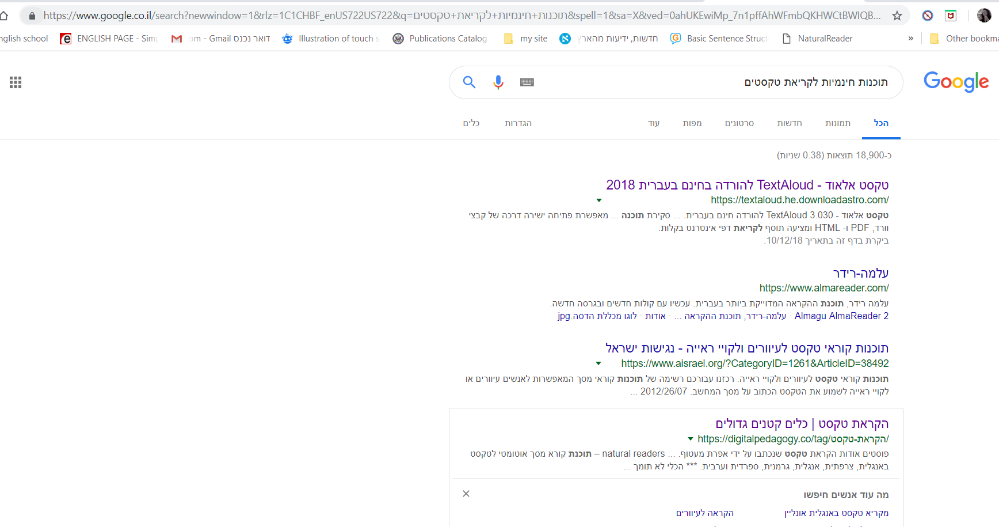 https://www.google.co.il/search?newwindow=1&rlz=1C1CHBF_enUS722US722&q=תוכנות+חינמיות+לקריאת+טקסטים&spell=1&sa=X&ved=0ahUKEwiMp_7n1pffAhWFmbQKHWCtBWIQB...
nglish school ENGLISH PAGE - Sim om - Gmail דואר נכנס Illustration of touch s Publications Catalog my site חדשות, ידיעות מהארץ Basic Sentence Struct NaturalReader » Other bookma
תוכנות חינמיות לקריאת טקסטים Google
הכל תמונות חדשות סרטונים מפות עוד הגדרות כלים
כ-18,900 תוצאות (0.38 שניות)
טקסט אלאוד - TextAloud להורדה בחינם בעברית 2018
https://textaloud.he.downloadastro.com/
טקסט אלאוד - TextAloud 3.030 להורדה חינם בעברית. ... סקירת תוכנה ... מאפשרת פתיחה ישירה דרכה של קבצי
וורד, PDF ו- HTML ומציעה תוסף לקריאת דפי אינטרנט בקלות.
ביקרת בדף זה בתאריך 10/12/18.
עלמה-רידר
https://www.almareader.com/
עלמה רידר, תוכנת ההקראה המדוייקת ביותר בעברית. עכשיו עם קולות חדשים ובגרסה חדשה.
Almagu AlmaReader 2 · עלמה-רידר, תוכנת ההקראה ... · אודות · לוגו מכללת הדסה.jpg
תוכנות קוראי טקסט לעיוורים ולקויי ראייה - נגישות ישראל
https://www.aisrael.org/?CategoryID=1261&ArticleID=38492
תוכנות קוראי טקסט לעיוורים ולקויי ראייה. רכזנו עבורכם רשימה של תוכנות קוראי מסך המאפשרות לאנשים עיוורים או
לקויי ראייה לשמוע את הטקסט הכתוב על מסך המחשב. 2012/26/07 ...
הקראת טקסט | כלים קטנים גדולים
https://digitalpedagogy.co/tag/הקראת-טקסט/
פוסטים אודות הקראת טקסט שנכתבו על ידי אפרת מעטוף. ... natural readers – תוכנת קורא מסך אוטומטי לטקסט
באנגלית, צרפתית, אנגלית, גרמנית, ספרדית וערבית. *** הכלי לא תומך ...
מה עוד אנשים חיפשו
מקריא טקסט באנגלית אונליין הקראה לעיוורים